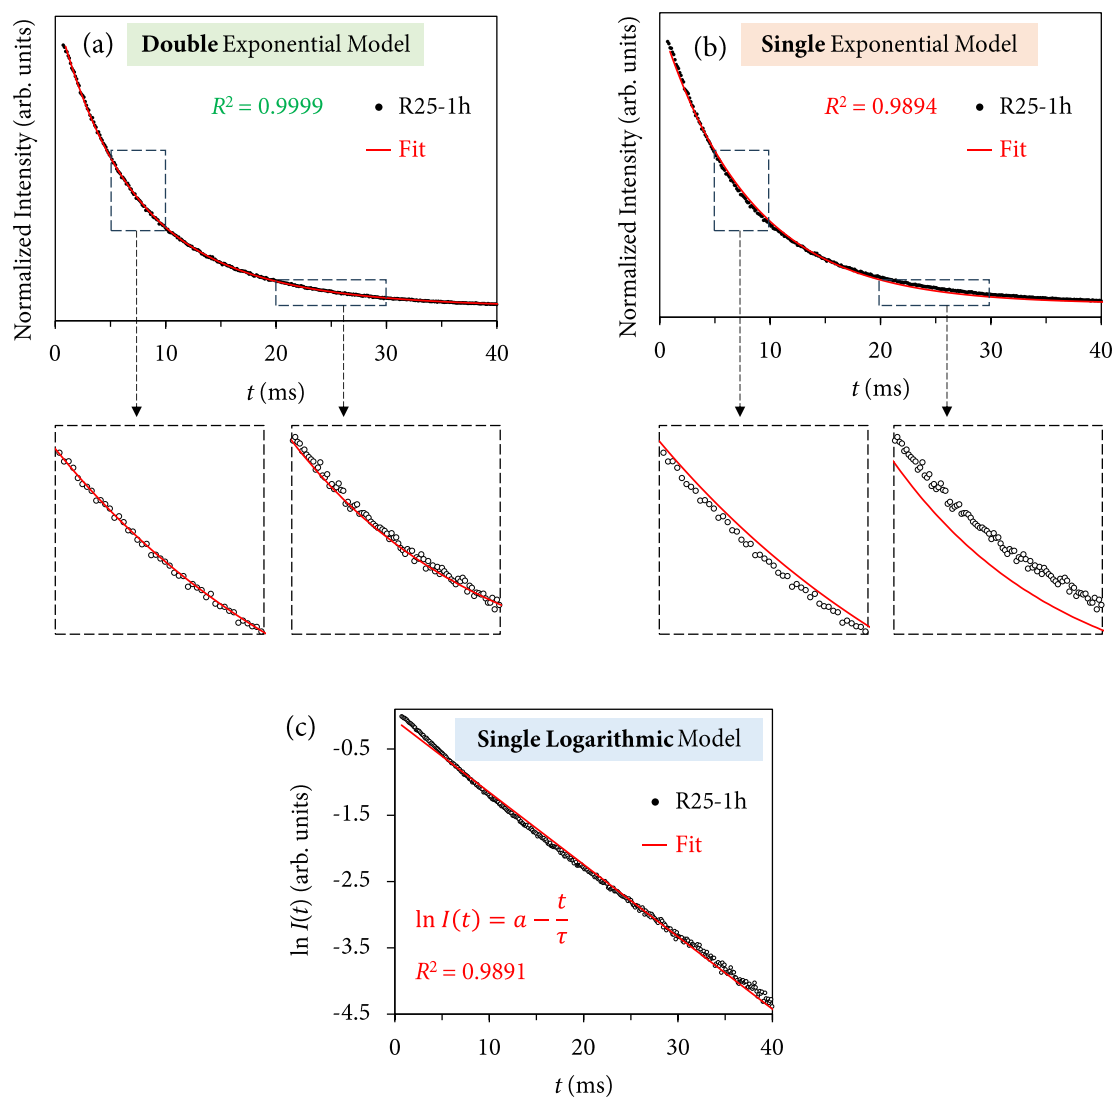 (a)
Double Exponential Model
R² = 0.9999
R25-1h
Fit
Normalized Intensity (arb. units)
0 10 20 30 40
t (ms)
(b)
Single Exponential Model
R² = 0.9894
R25-1h
Fit
Normalized Intensity (arb. units)
0 10 20 30 40
t (ms)
(c)
Single Logarithmic Model
R25-1h
Fit
ln I(t) = a − t/τ
R² = 0.9891
ln I(t) (arb. units)
-0.5
-1.5
-2.5
-3.5
-4.5
0 10 20 30 40
t (ms)